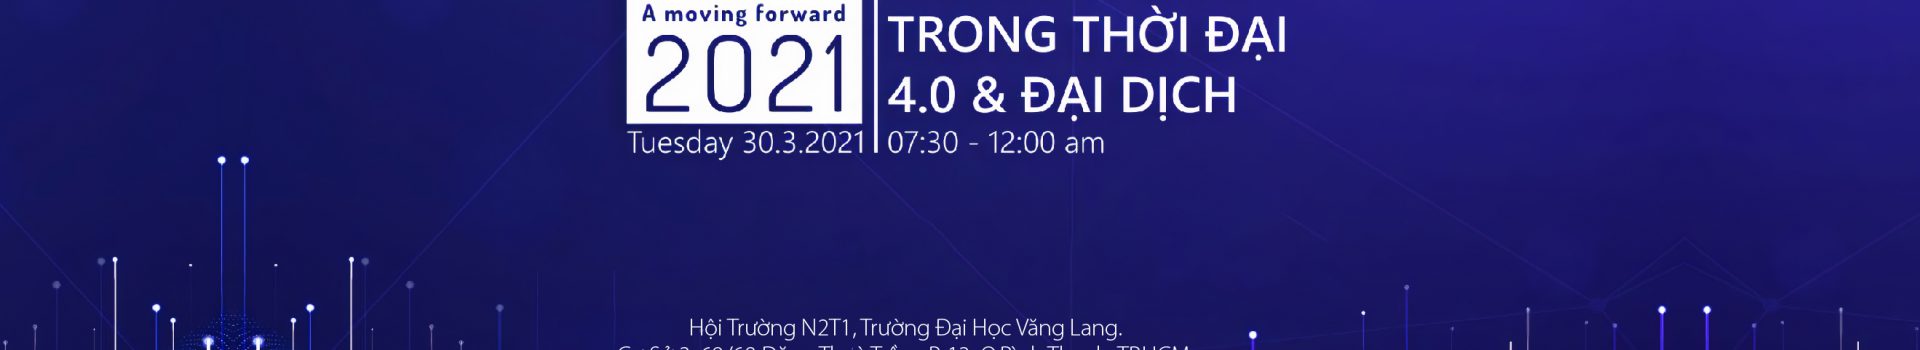 A moving forward
2021
Tuesday 30.3.2021
TRONG THỜI ĐẠI
4.0 & ĐẠI DỊCH
07:30 - 12:00 am
Hội Trường N2T1, Trường Đại Học Văng Lang.